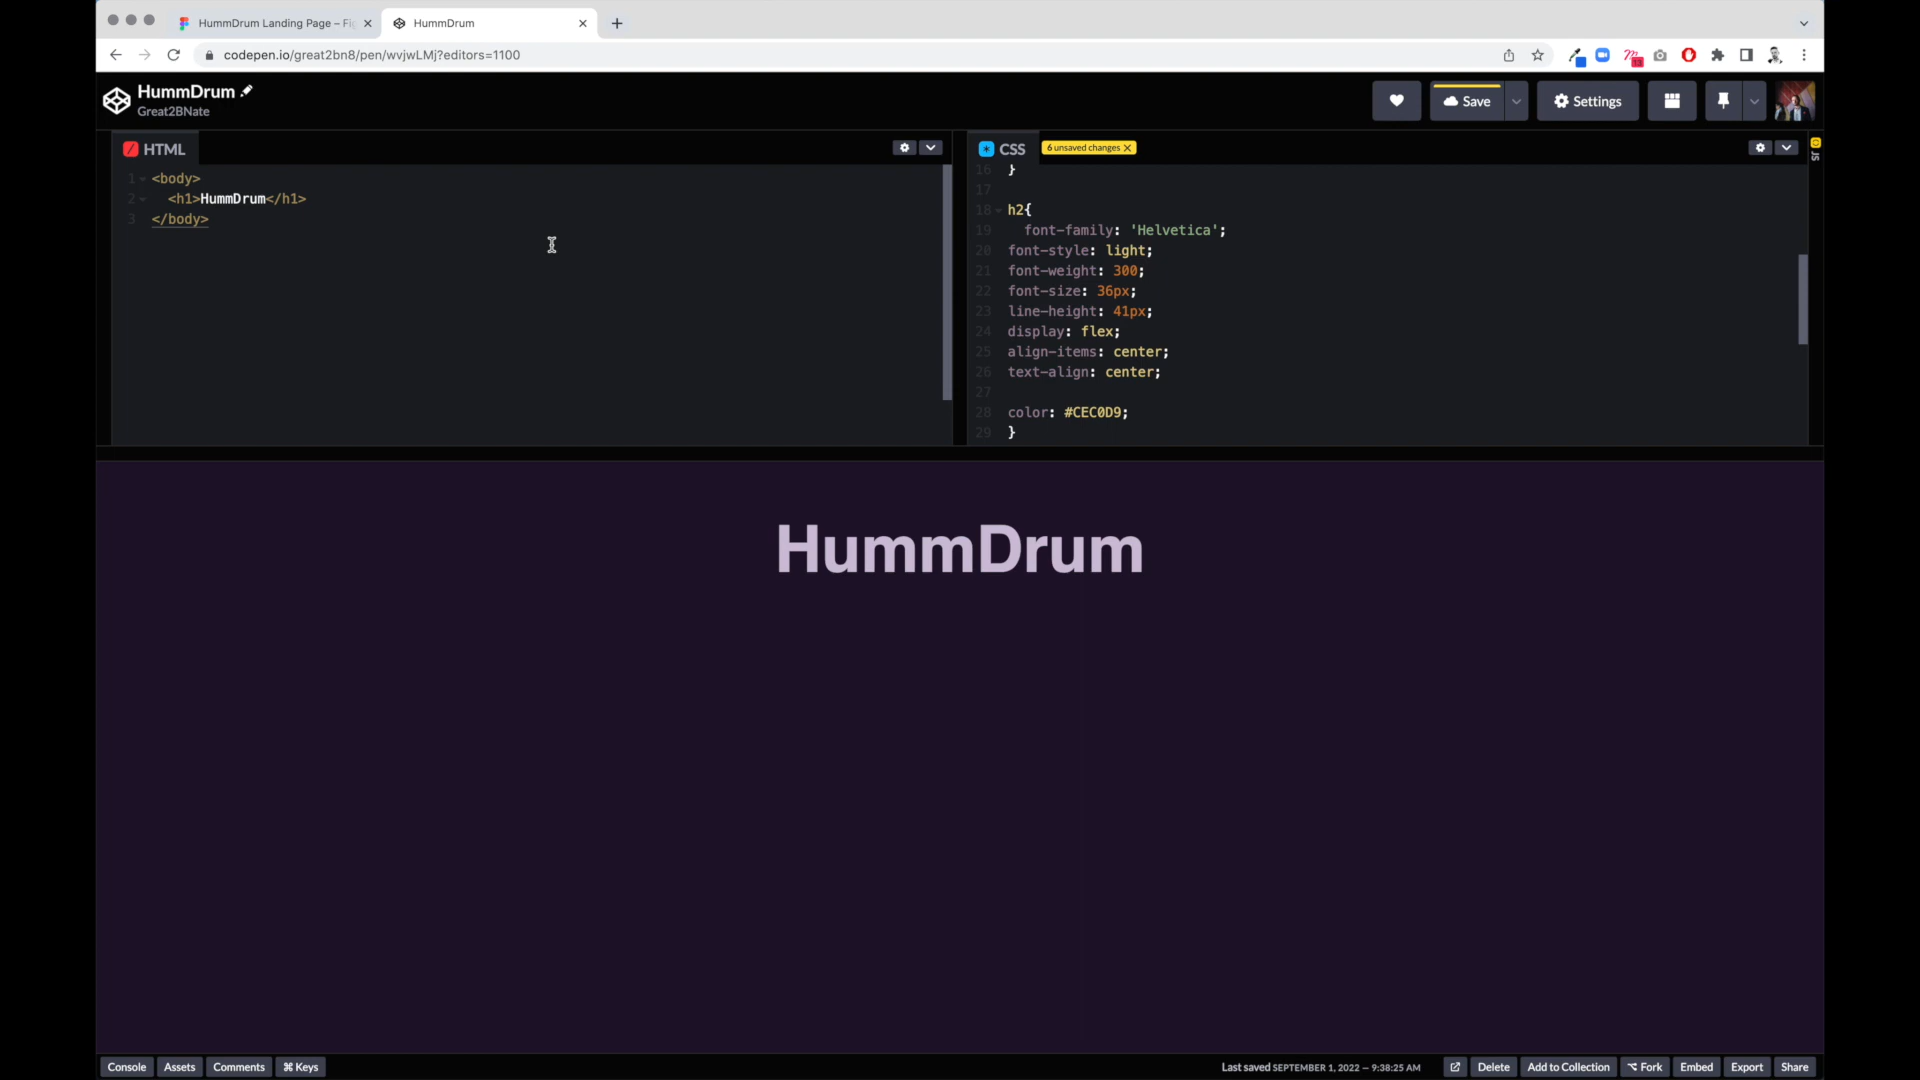 HummDrum Landing Page – Fi
HummDrum
codepen.io/great2bn8/pen/wvjwLMj?editors=1100
13
HummDrum
Great2BNate
Save
Settings
HTML
1 <body>
2 <h1>HummDrum</h1>
3 </body>
CSS
6 unsaved changes
JS
16 }
17
18 h2{
19 font-family: 'Helvetica';
20 font-style: light;
21 font-weight: 300;
22 font-size: 36px;
23 line-height: 41px;
24 display: flex;
25 align-items: center;
26 text-align: center;
27
28 color: #CEC0D9;
29 }
HummDrum
Console
Assets
Comments
⌘ Keys
Last saved SEPTEMBER 1, 2022 — 9:38:25 AM
Delete
Add to Collection
Fork
Embed
Export
Share